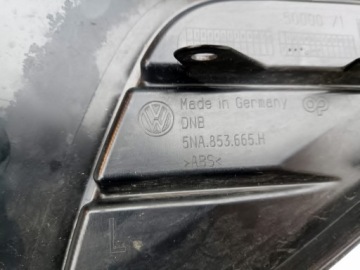 Made in Germany
DNB
5NA.853.665.H
>ABS<
L